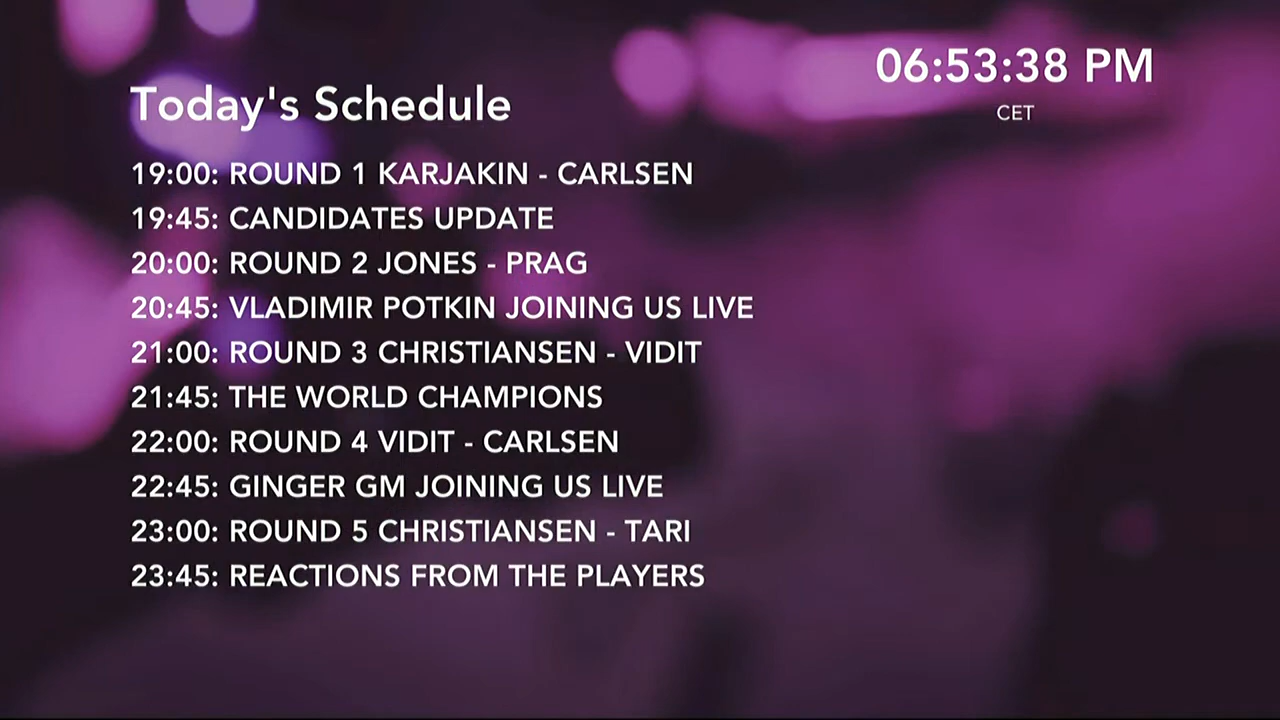 06:53:38 PM
CET
Today's Schedule
19:00: ROUND 1 KARJAKIN - CARLSEN
19:45: CANDIDATES UPDATE
20:00: ROUND 2 JONES - PRAG
20:45: VLADIMIR POTKIN JOINING US LIVE
21:00: ROUND 3 CHRISTIANSEN - VIDIT
21:45: THE WORLD CHAMPIONS
22:00: ROUND 4 VIDIT - CARLSEN
22:45: GINGER GM JOINING US LIVE
23:00: ROUND 5 CHRISTIANSEN - TARI
23:45: REACTIONS FROM THE PLAYERS